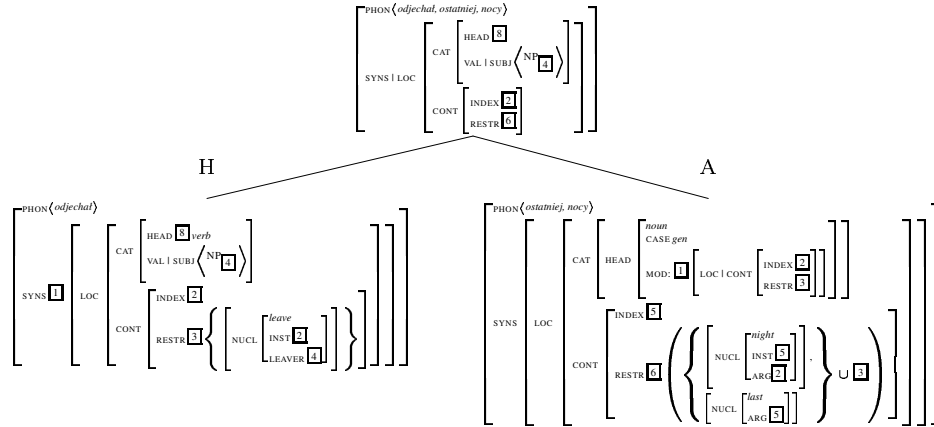 PHON⟨odjechał, ostatniej, nocy⟩
HEAD 8
CAT
VAL | SUBJ ⟨NP 4⟩
SYNS | LOC
INDEX 2
CONT
RESTR 6
H
A
PHON⟨odjechał⟩
HEAD 8 verb
CAT
VAL | SUBJ ⟨NP 4⟩
INDEX 2
SYNS 1
LOC
leave
CONT
RESTR 3 { NUCL INST 2 }
LEAVER 4
PHON⟨ostatniej, nocy⟩
noun
CASE gen
CAT
HEAD
INDEX 2
MOD: 1 LOC | CONT
RESTR 3
INDEX 5
SYNS
LOC
night
NUCL INST 5 ,
CONT
RESTR 6 ( { ARG 2 } ∪ 3 )
last
NUCL
ARG 5